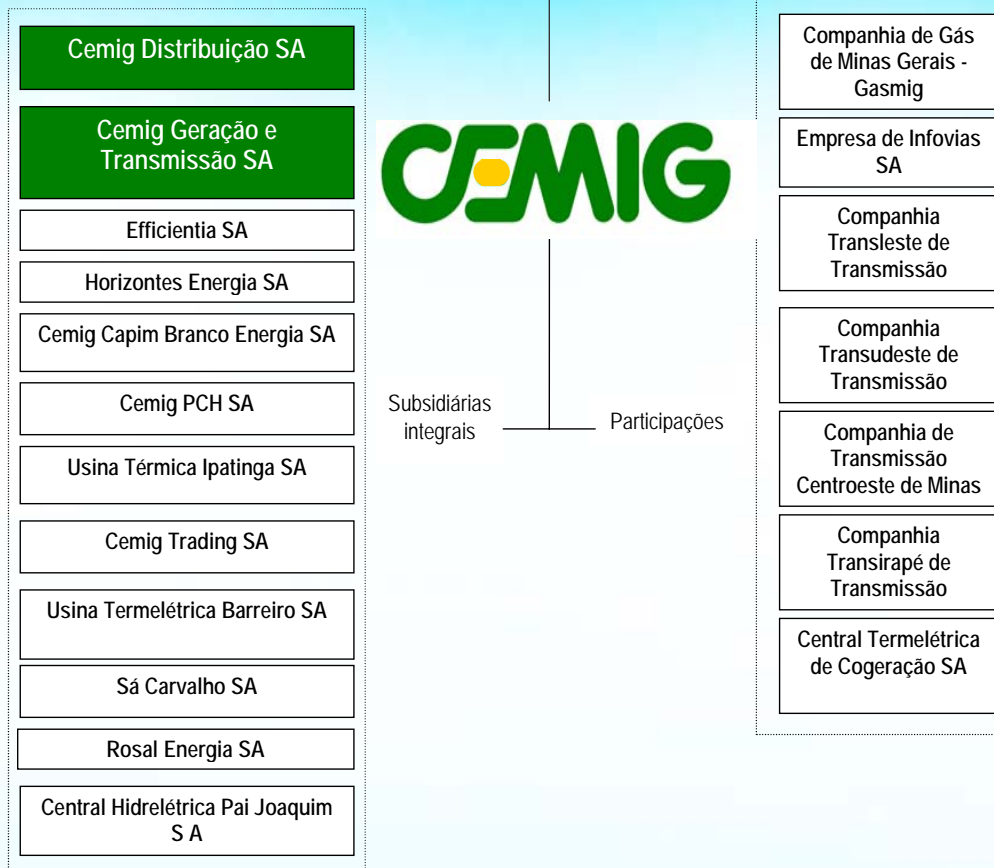 Cemig Distribuição SA
Cemig Geração e
Transmissão SA
Efficientia SA
Horizontes Energia SA
Cemig Capim Branco Energia SA
Cemig PCH SA
Usina Térmica Ipatinga SA
Cemig Trading SA
Usina Termelétrica Barreiro SA
Sá Carvalho SA
Rosal Energia SA
Central Hidrelétrica Pai Joaquim
S A
CEMIG
Subsidiárias
integrais
Participações
Companhia de Gás
de Minas Gerais -
Gasmig
Empresa de Infovias
SA
Companhia
Transleste de
Transmissão
Companhia
Transudeste de
Transmissão
Companhia de
Transmissão
Centroeste de Minas
Companhia
Transirapé de
Transmissão
Central Termelétrica
de Cogeração SA